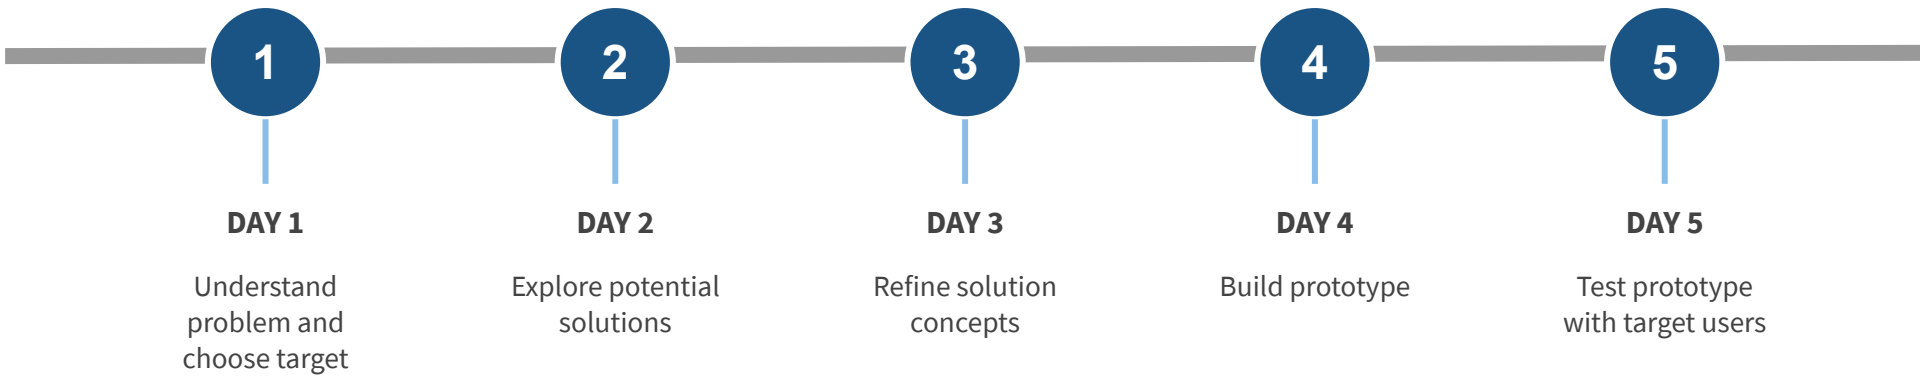 1
2
3
4
5
DAY 1
Understand
problem and
choose target
DAY 2
Explore potential
solutions
DAY 3
Refine solution
concepts
DAY 4
Build prototype
DAY 5
Test prototype
with target users